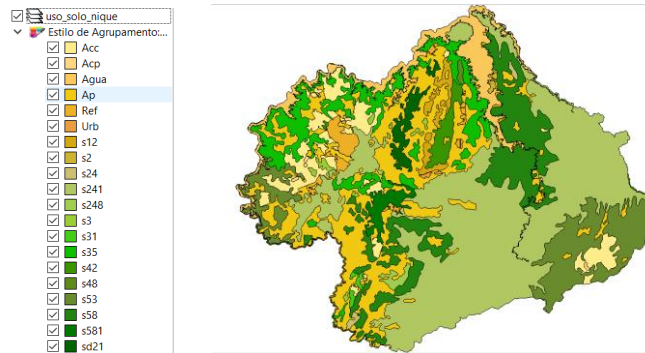 uso_solo_nique
Estilo de Agrupamento:...
Acc
Acp
Agua
Ap
Ref
Urb
s12
s2
s24
s241
s248
s3
s31
s35
s42
s48
s53
s58
s581
sd21